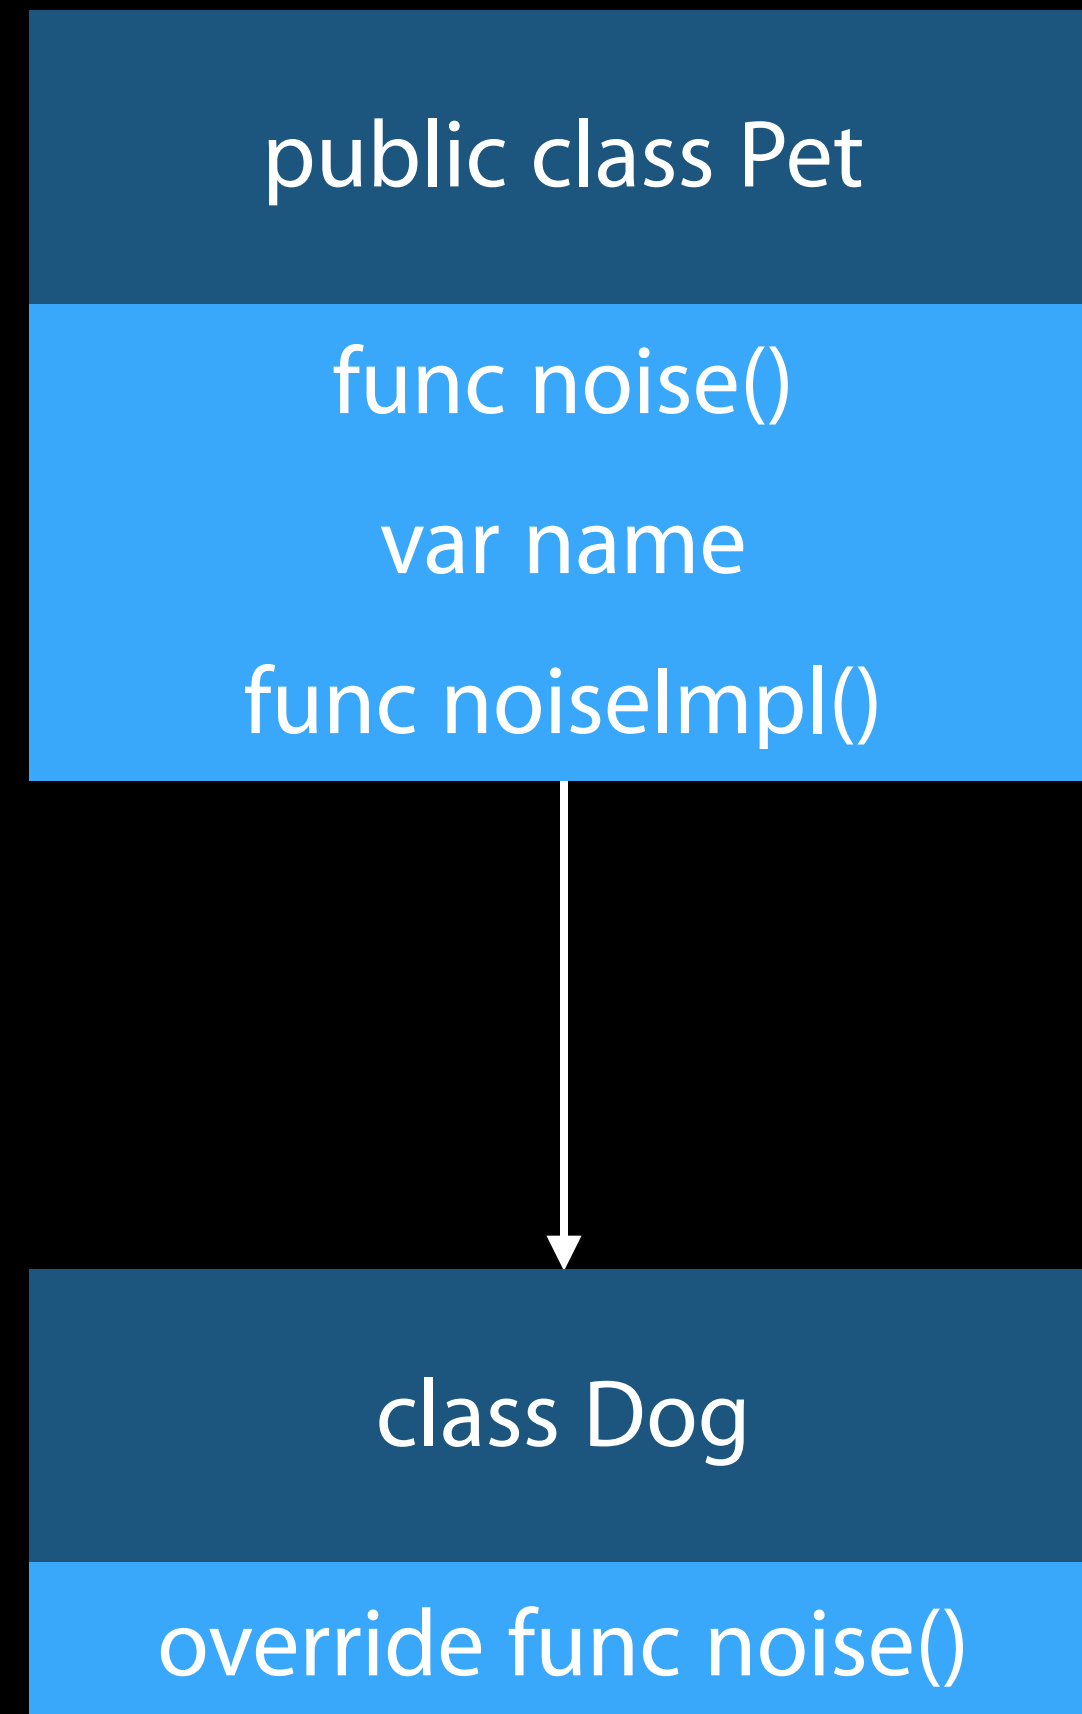 public class Pet
func noise()
var name
func noiseImpl()
class Dog
override func noise()